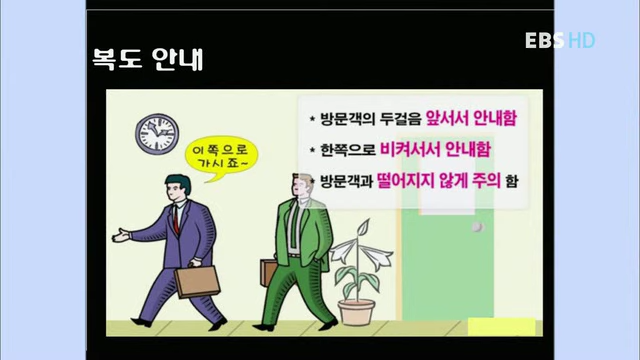 EBS HD
복도 안내
* 방문객의 두걸음 앞서서 안내함
* 한쪽으로 비켜서서 안내함
* 방문객과 떨어지지 않게 주의 함
이쪽으로
가시죠~